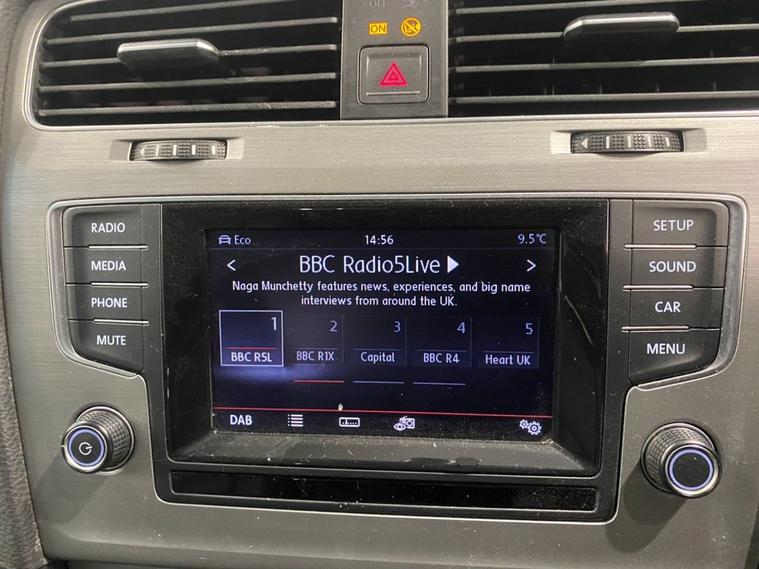 ON
RADIO
SETUP
MEDIA
SOUND
PHONE
CAR
MUTE
MENU
Eco
14:56
9.5°C
< BBC Radio5Live >
Naga Munchetty features news, experiences, and big name
interviews from around the UK.
1 2 3 4 5
BBC R5L BBC R1X Capital BBC R4 Heart UK
DAB